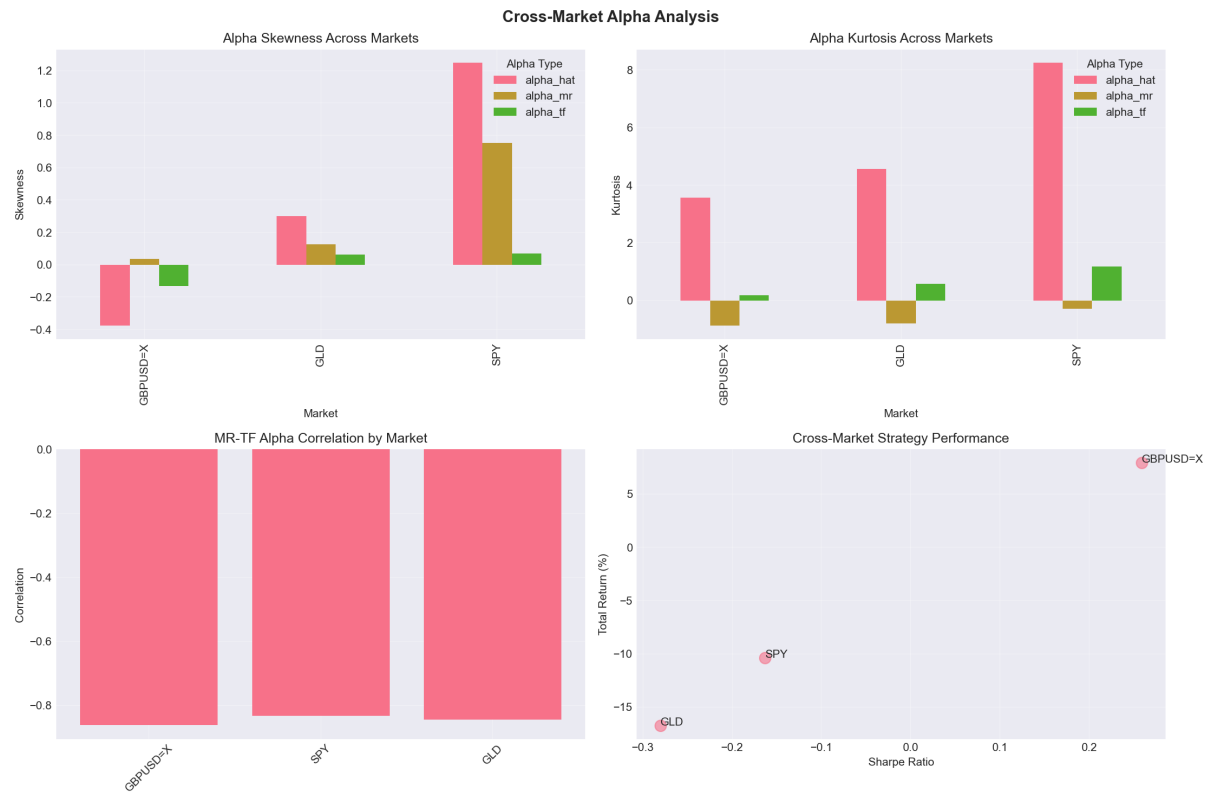 Cross-Market Alpha Analysis
Alpha Skewness Across Markets
Skewness
1.2
1.0
0.8
0.6
0.4
0.2
0.0
−0.2
−0.4
Alpha Type
alpha_hat
alpha_mr
alpha_tf
GBPUSD=X
GLD
SPY
Market
Alpha Kurtosis Across Markets
Kurtosis
8
6
4
2
0
Alpha Type
alpha_hat
alpha_mr
alpha_tf
GBPUSD=X
GLD
SPY
Market
MR-TF Alpha Correlation by Market
Correlation
0.0
−0.2
−0.4
−0.6
−0.8
GBPUSD=X
SPY
GLD
Cross-Market Strategy Performance
Total Return (%)
5
0
−5
−10
−15
GBPUSD=X
SPY
GLD
−0.3
−0.2
−0.1
0.0
0.1
0.2
Sharpe Ratio